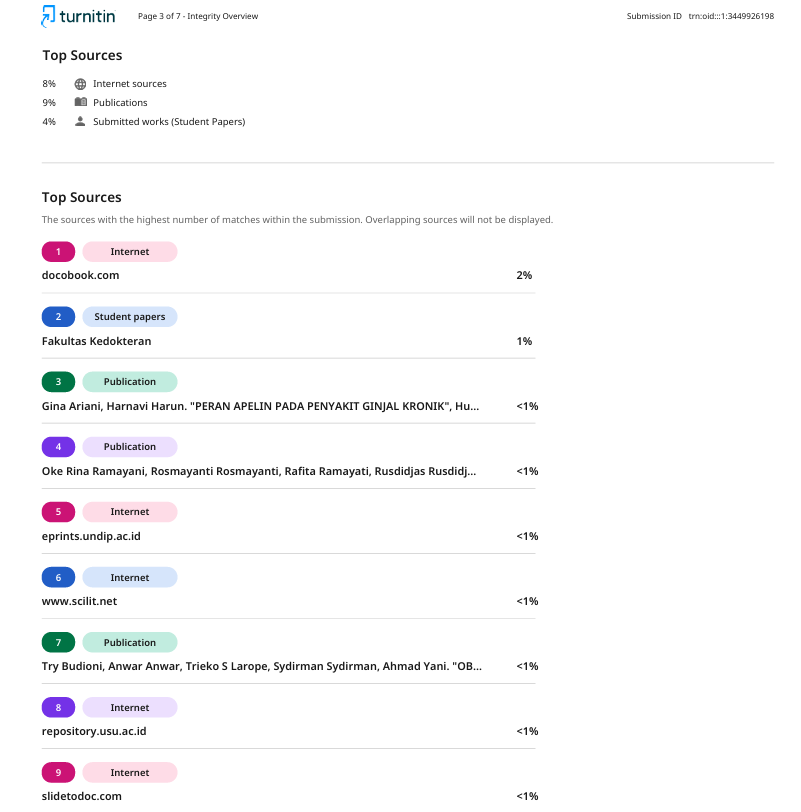 turnitin Page 3 of 7 - Integrity Overview Submission ID trn:oid:::1:3449926198
Top Sources
8% Internet sources
9% Publications
4% Submitted works (Student Papers)
Top Sources
The sources with the highest number of matches within the submission. Overlapping sources will not be displayed.
1 Internet
docobook.com 2%
2 Student papers
Fakultas Kedokteran 1%
3 Publication
Gina Ariani, Harnavi Harun. "PERAN APELIN PADA PENYAKIT GINJAL KRONIK", Hu... <1%
4 Publication
Oke Rina Ramayani, Rosmayanti Rosmayanti, Rafita Ramayati, Rusdidjas Rusdidj... <1%
5 Internet
eprints.undip.ac.id <1%
6 Internet
www.scilit.net <1%
7 Publication
Try Budioni, Anwar Anwar, Trieko S Larope, Sydirman Sydirman, Ahmad Yani. "OB... <1%
8 Internet
repository.usu.ac.id <1%
9 Internet
slidetodoc.com <1%